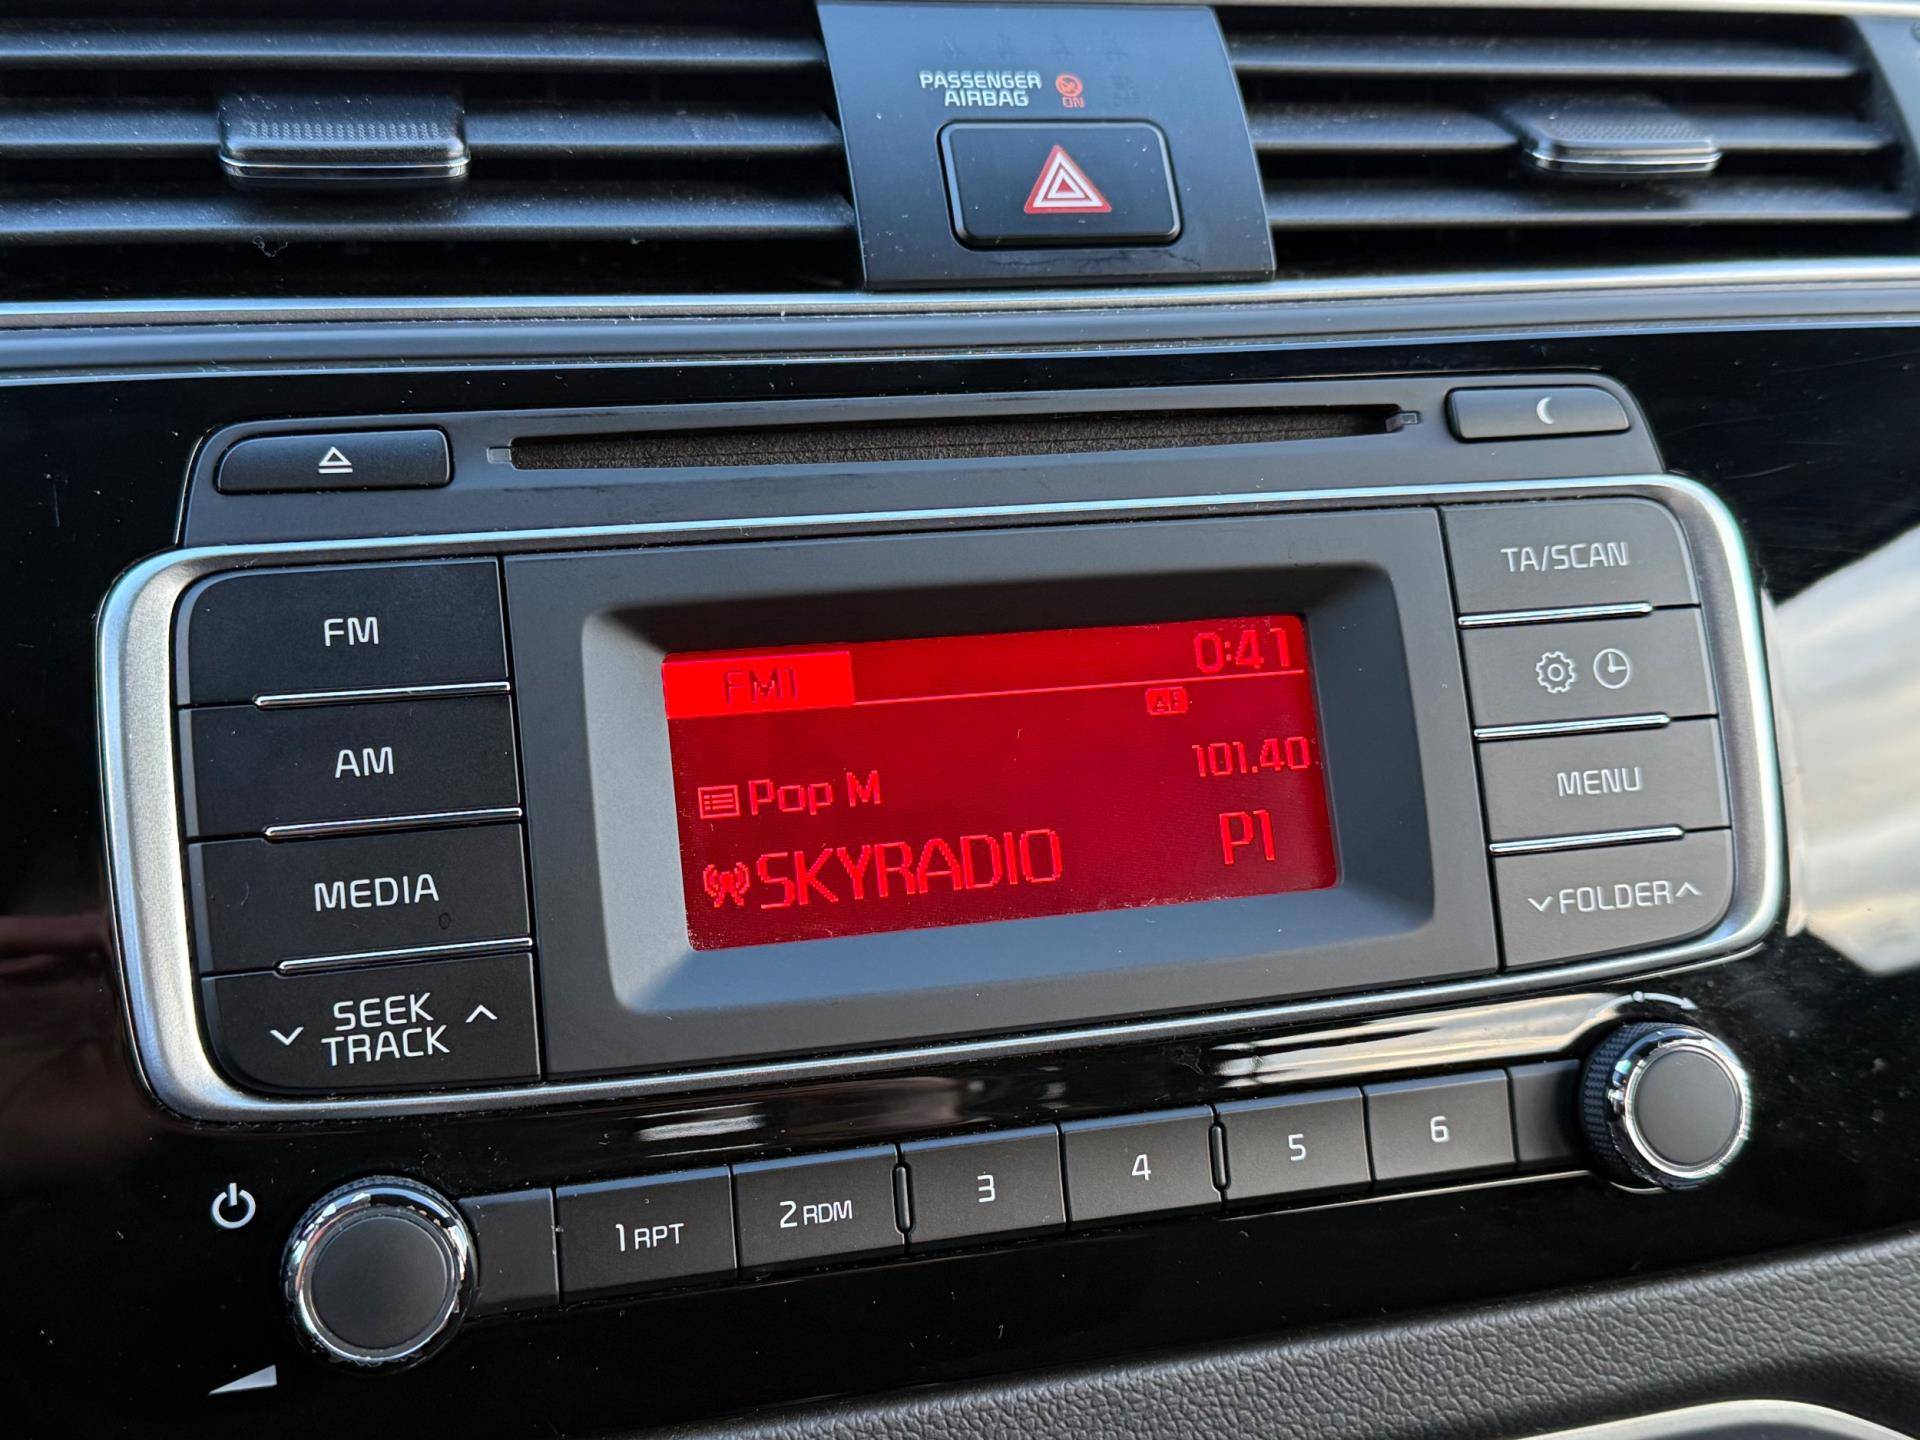 PASSENGER
AIRBAG
ON
FM
AM
MEDIA
SEEK
TRACK
FM1
0:41
AF
Pop M
101.40
SKYRADIO
P1
TA/SCAN
MENU
FOLDER
1 RPT
2 RDM
3
4
5
6